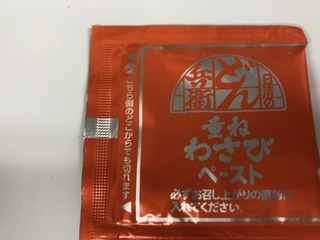 日清の
どん
兵衛
重ね
わさび
ペースト
必ずお召し上がりの直前に
入れてください。
こちら側のどこからでも切れます